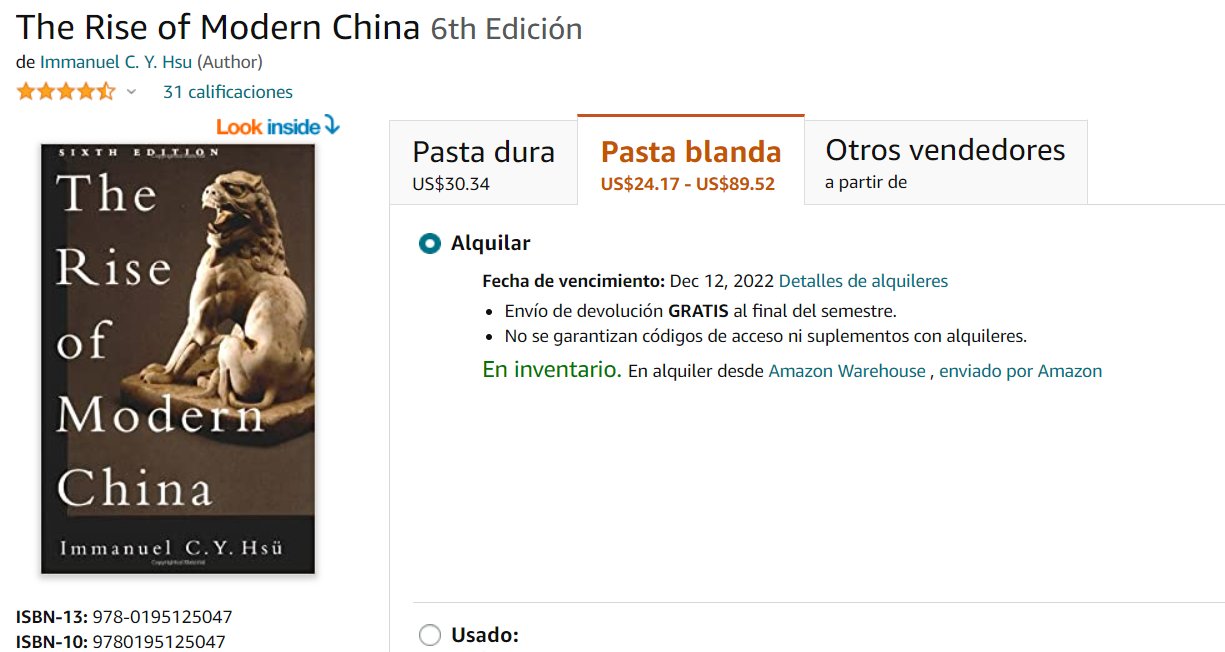 The Rise of Modern China 6th Edición
de Immanuel C. Y. Hsu (Author)
31 calificaciones
Look inside
SIXTH EDITION
Copyrighted Material
The
Rise
of
Modern
China
Immanuel C.Y. Hsü
Copyrighted Material
ISBN-13: 978-0195125047
ISBN-10: 9780195125047
Pasta dura
US$30.34
Pasta blanda
US$24.17 - US$89.52
Otros vendedores
a partir de
Alquilar
Fecha de vencimiento: Dec 12, 2022 Detalles de alquileres
• Envío de devolución GRATIS al final del semestre.
• No se garantizan códigos de acceso ni suplementos con alquileres.
En inventario. En alquiler desde Amazon Warehouse , enviado por Amazon
Usado: